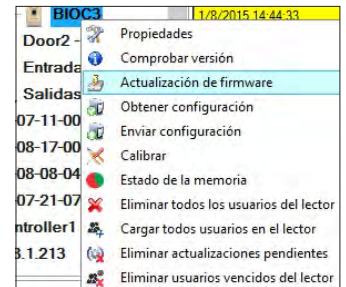 BIOC3 1/8/2015 14:44:33
Door2 - Propiedades
Comprobar versión
Entrada Actualización de firmware
Salidas Obtener configuración
07-11-00 Enviar configuración
08-17-00 Calibrar
08-08-04 Estado de la memoria
07-21-07 Eliminar todos los usuarios del lector
ntroller1 Cargar todos usuarios en el lector
3.1.213 Eliminar actualizaciones pendientes
Eliminar usuarios vencidos del lector